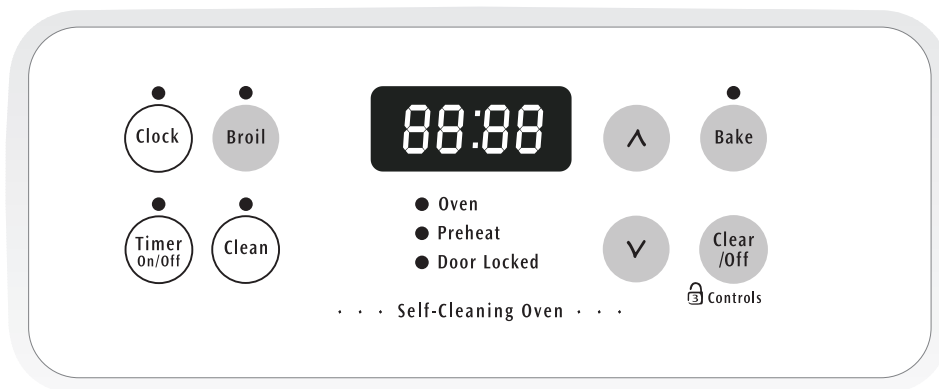 Clock
Broil
88:88
Bake
Timer
On/Off
Clean
Oven
Preheat
Door Locked
Clear
/Off
3 Controls
· · · Self-Cleaning Oven · · ·